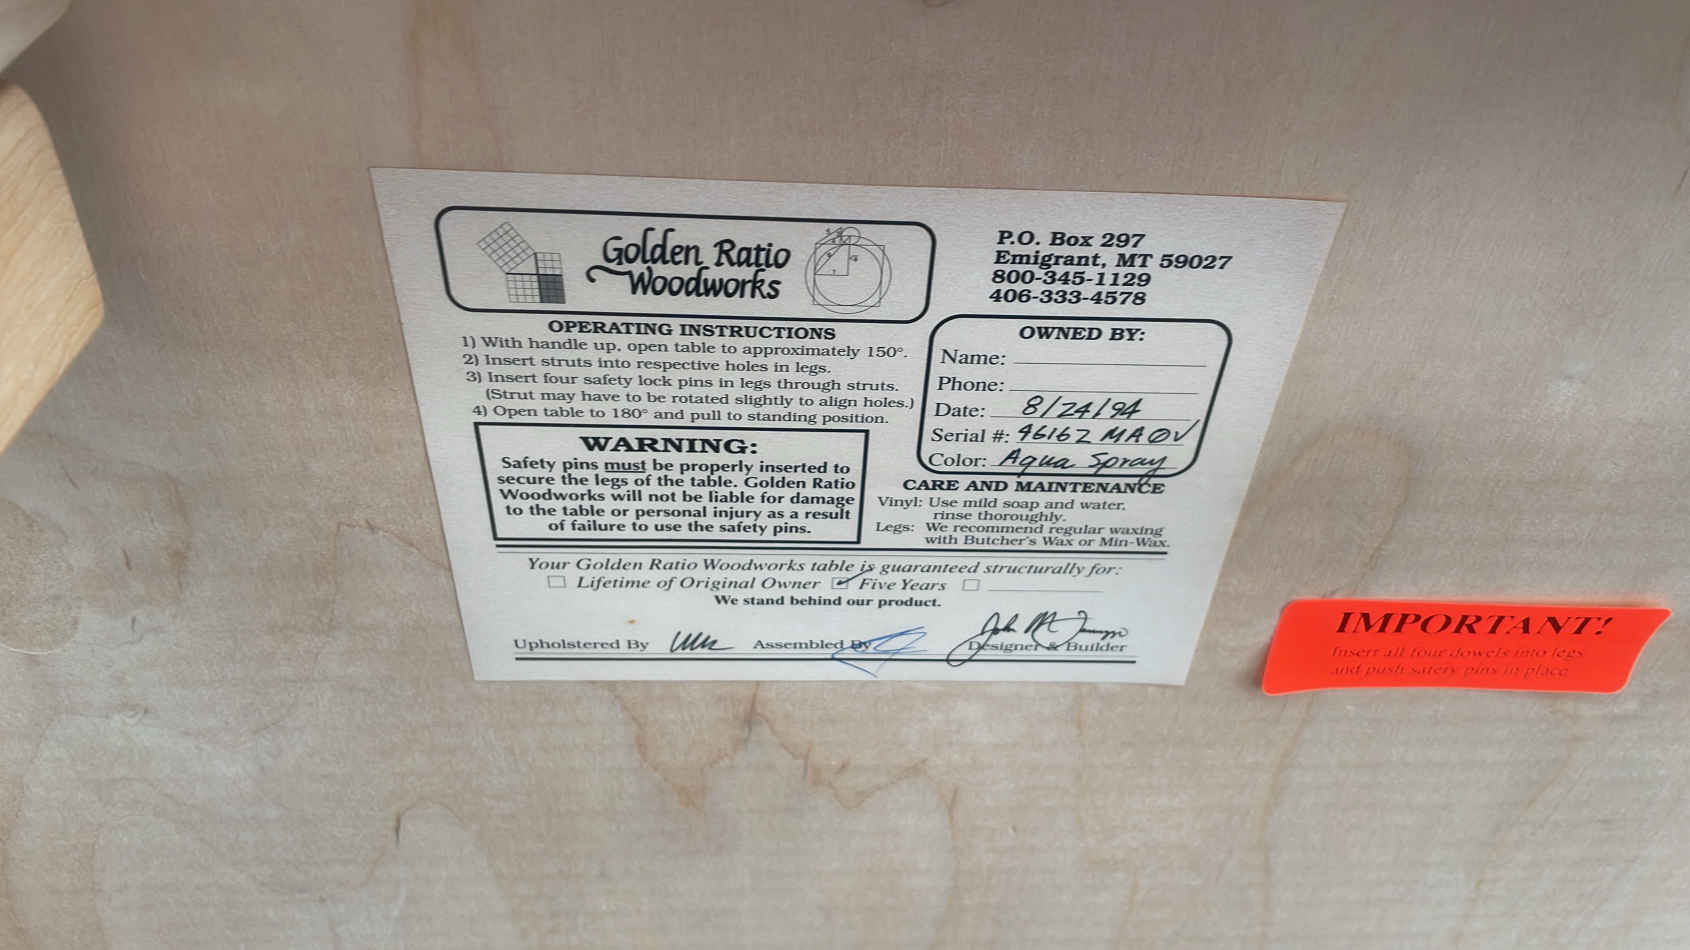 Golden Ratio
Woodworks
P.O. Box 297
Emigrant, MT 59027
800-345-1129
406-333-4578
OPERATING INSTRUCTIONS
1) With handle up, open table to approximately 150°.
2) Insert struts into respective holes in legs.
3) Insert four safety lock pins in legs through struts.
(Strut may have to be rotated slightly to align holes.)
4) Open table to 180° and pull to standing position.
WARNING:
Safety pins must be properly inserted to
secure the legs of the table. Golden Ratio
Woodworks will not be liable for damage
to the table or personal injury as a result
of failure to use the safety pins.
OWNED BY:
Name:
Phone:
Date: 8/24/94
Serial #: 46162 MAOV
Color: Aqua Spray
CARE AND MAINTENANCE
Vinyl: Use mild soap and water,
rinse thoroughly.
Legs: We recommend regular waxing
with Butcher's Wax or Min-Wax.
Your Golden Ratio Woodworks table is guaranteed structurally for:
Lifetime of Original Owner Five Years
We stand behind our product.
Upholstered By Assembled By Designer & Builder
IMPORTANT!
Insert all four dowels into legs
and push safety pins in place